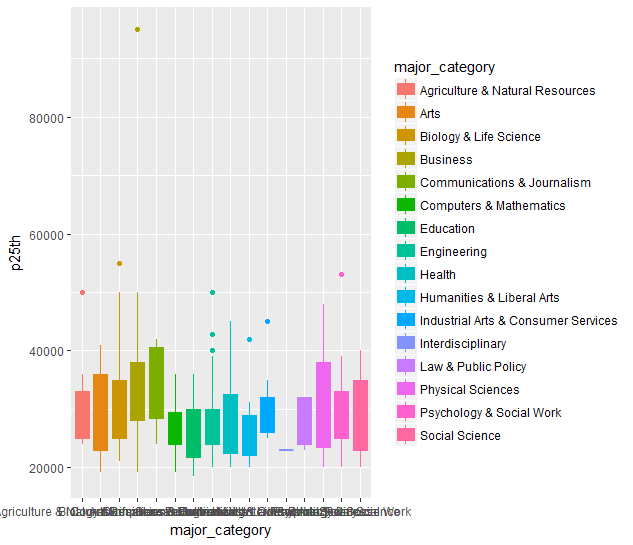 major_category
Agriculture & Natural Resources
Arts
Biology & Life Science
Business
Communications & Journalism
Computers & Mathematics
Education
Engineering
Health
Humanities & Liberal Arts
Industrial Arts & Consumer Services
Interdisciplinary
Law & Public Policy
Physical Sciences
Psychology & Social Work
Social Science
p25th
80000
60000
40000
20000
Agriculture &
Work
major_category